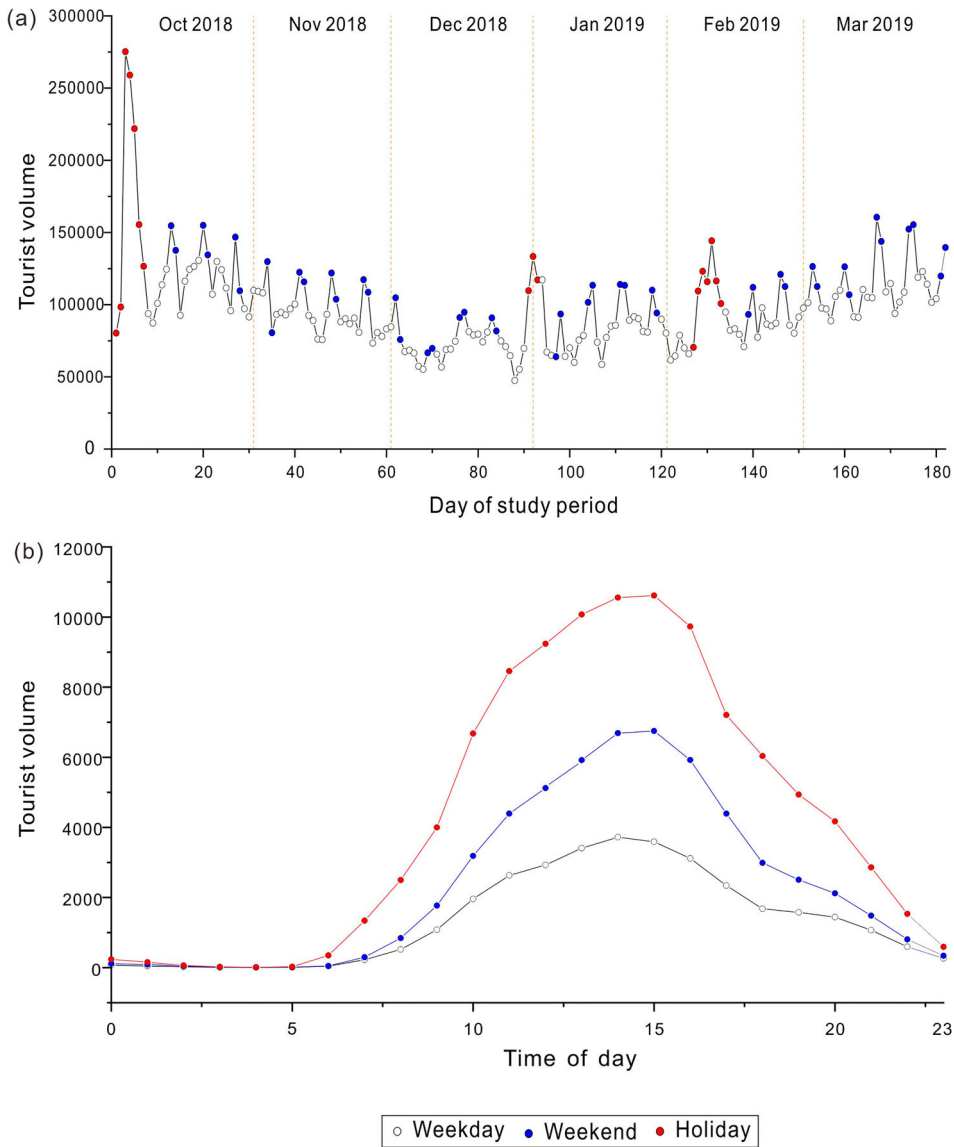 (a)
Oct 2018 Nov 2018 Dec 2018 Jan 2019 Feb 2019 Mar 2019
300000
250000
200000
150000
100000
50000
0
Tourist volume
0 20 40 60 80 100 120 140 160 180
Day of study period
(b)
12000
10000
8000
6000
4000
2000
0
Tourist volume
0 5 10 15 20 23
Time of day
Weekday Weekend Holiday